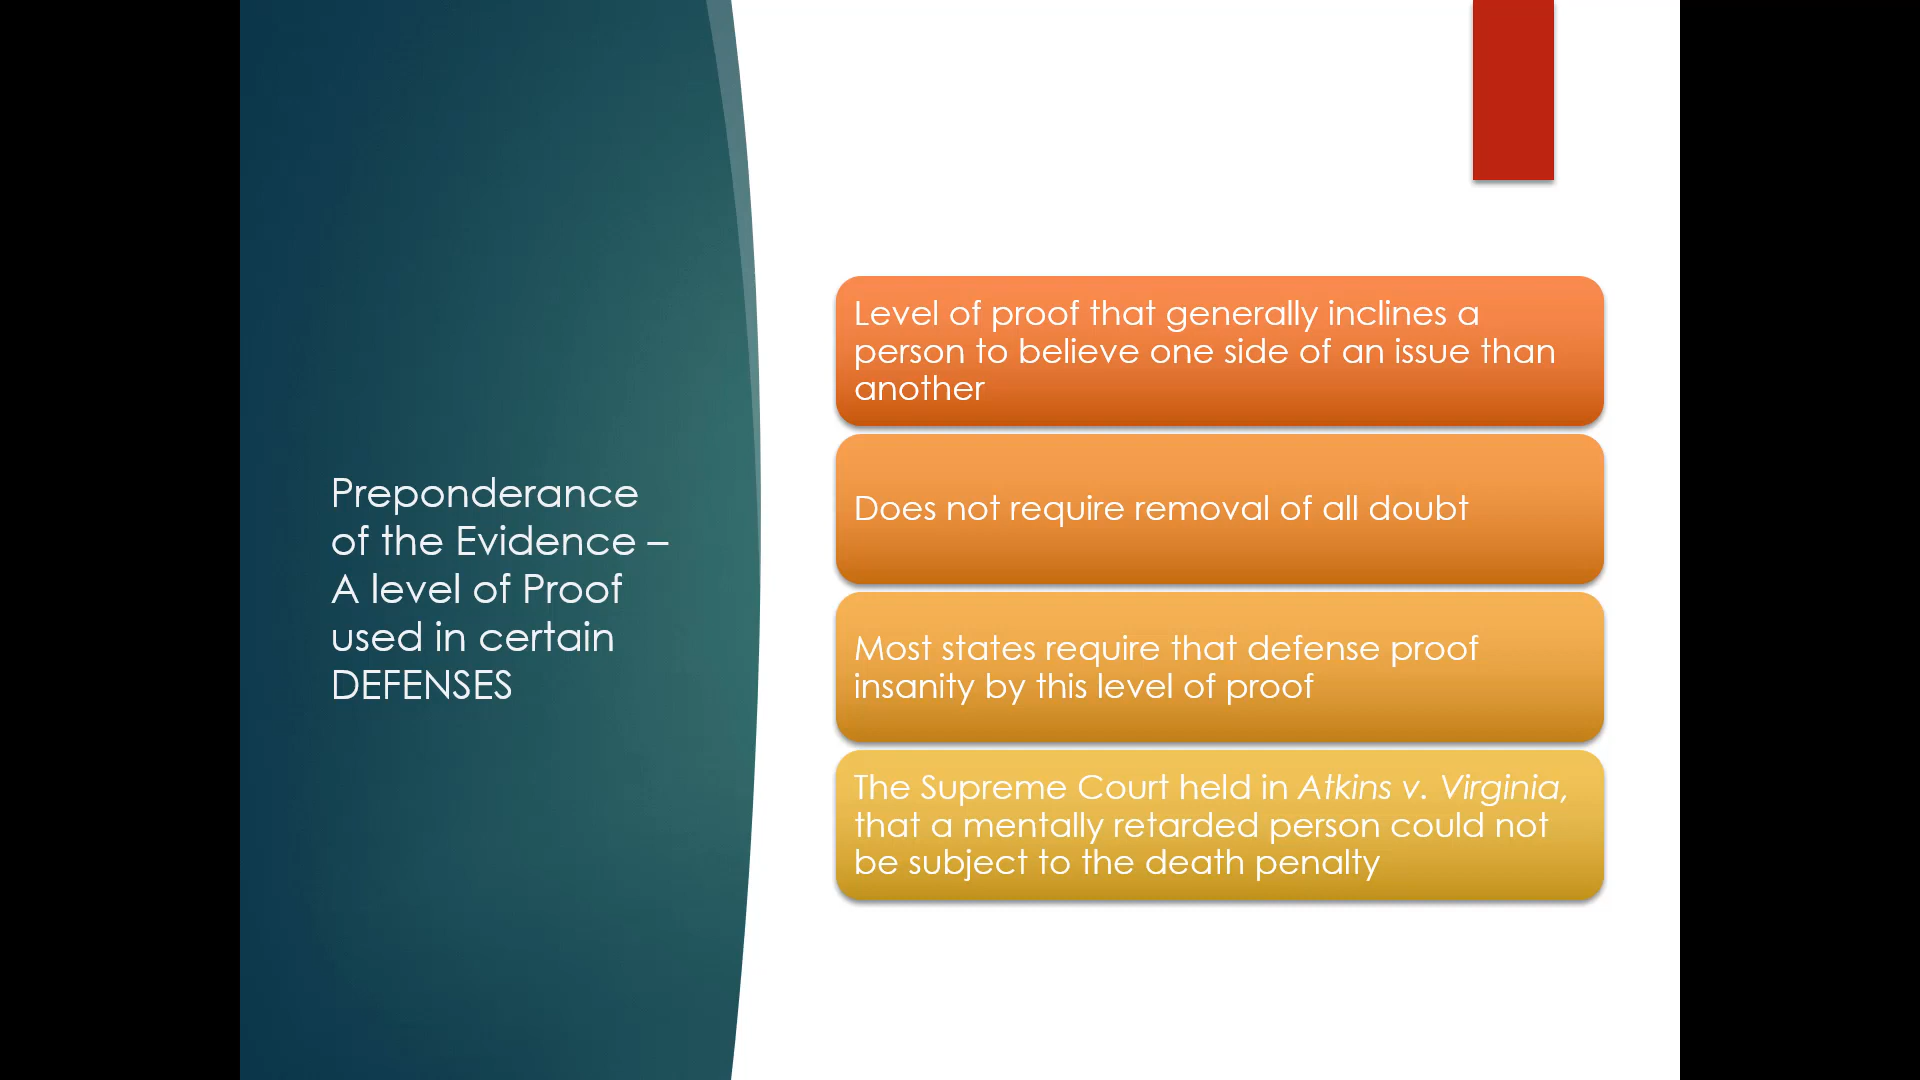 Preponderance
of the Evidence –
A level of Proof
used in certain
DEFENSES
Level of proof that generally inclines a
person to believe one side of an issue than
another
Does not require removal of all doubt
Most states require that defense proof
insanity by this level of proof
The Supreme Court held in Atkins v. Virginia,
that a mentally retarded person could not
be subject to the death penalty